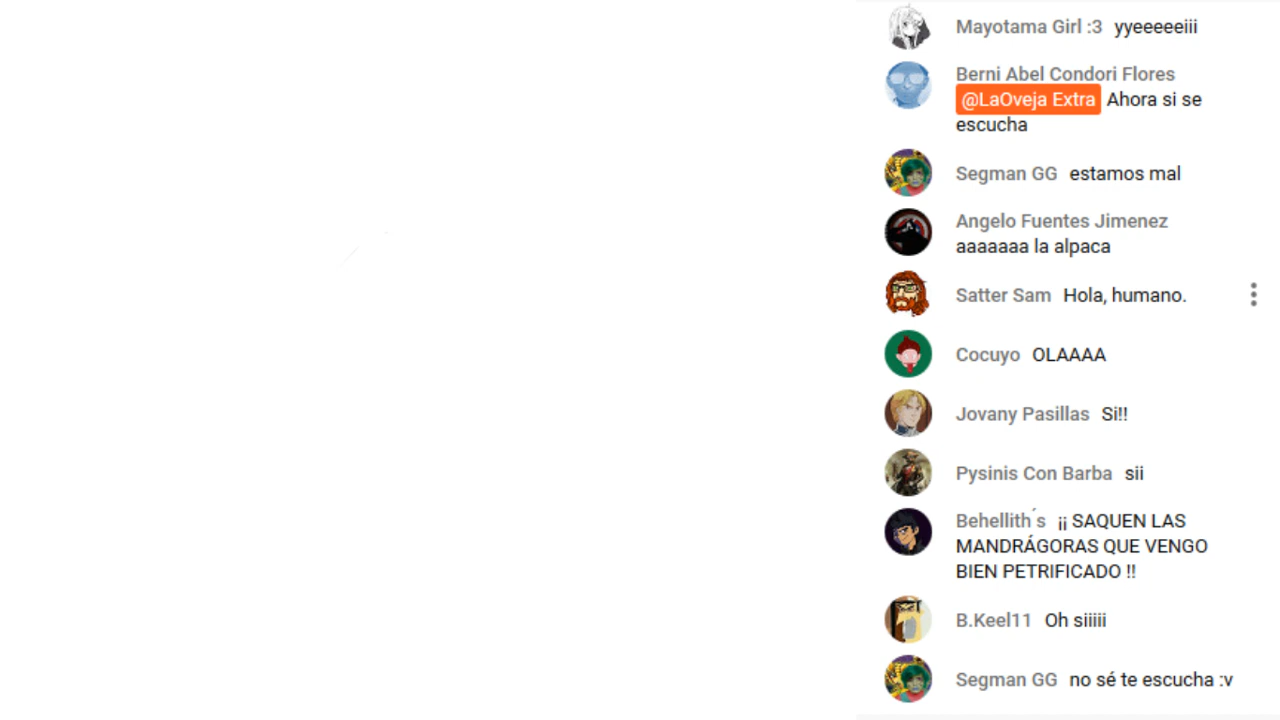 Mayotama Girl :3 yyeeeeeiii
Berni Abel Condori Flores
@LaOveja Extra Ahora si se
escucha
Segman GG estamos mal
Angelo Fuentes Jimenez
aaaaaaa la alpaca
Satter Sam Hola, humano.
Cocuyo OLAAAA
Jovany Pasillas Si!!
Pysinis Con Barba sii
Behellith ́s ¡¡ SAQUEN LAS
MANDRÁGORAS QUE VENGO
BIEN PETRIFICADO !!
B.Keel11 Oh siiiii
Segman GG no sé te escucha :v